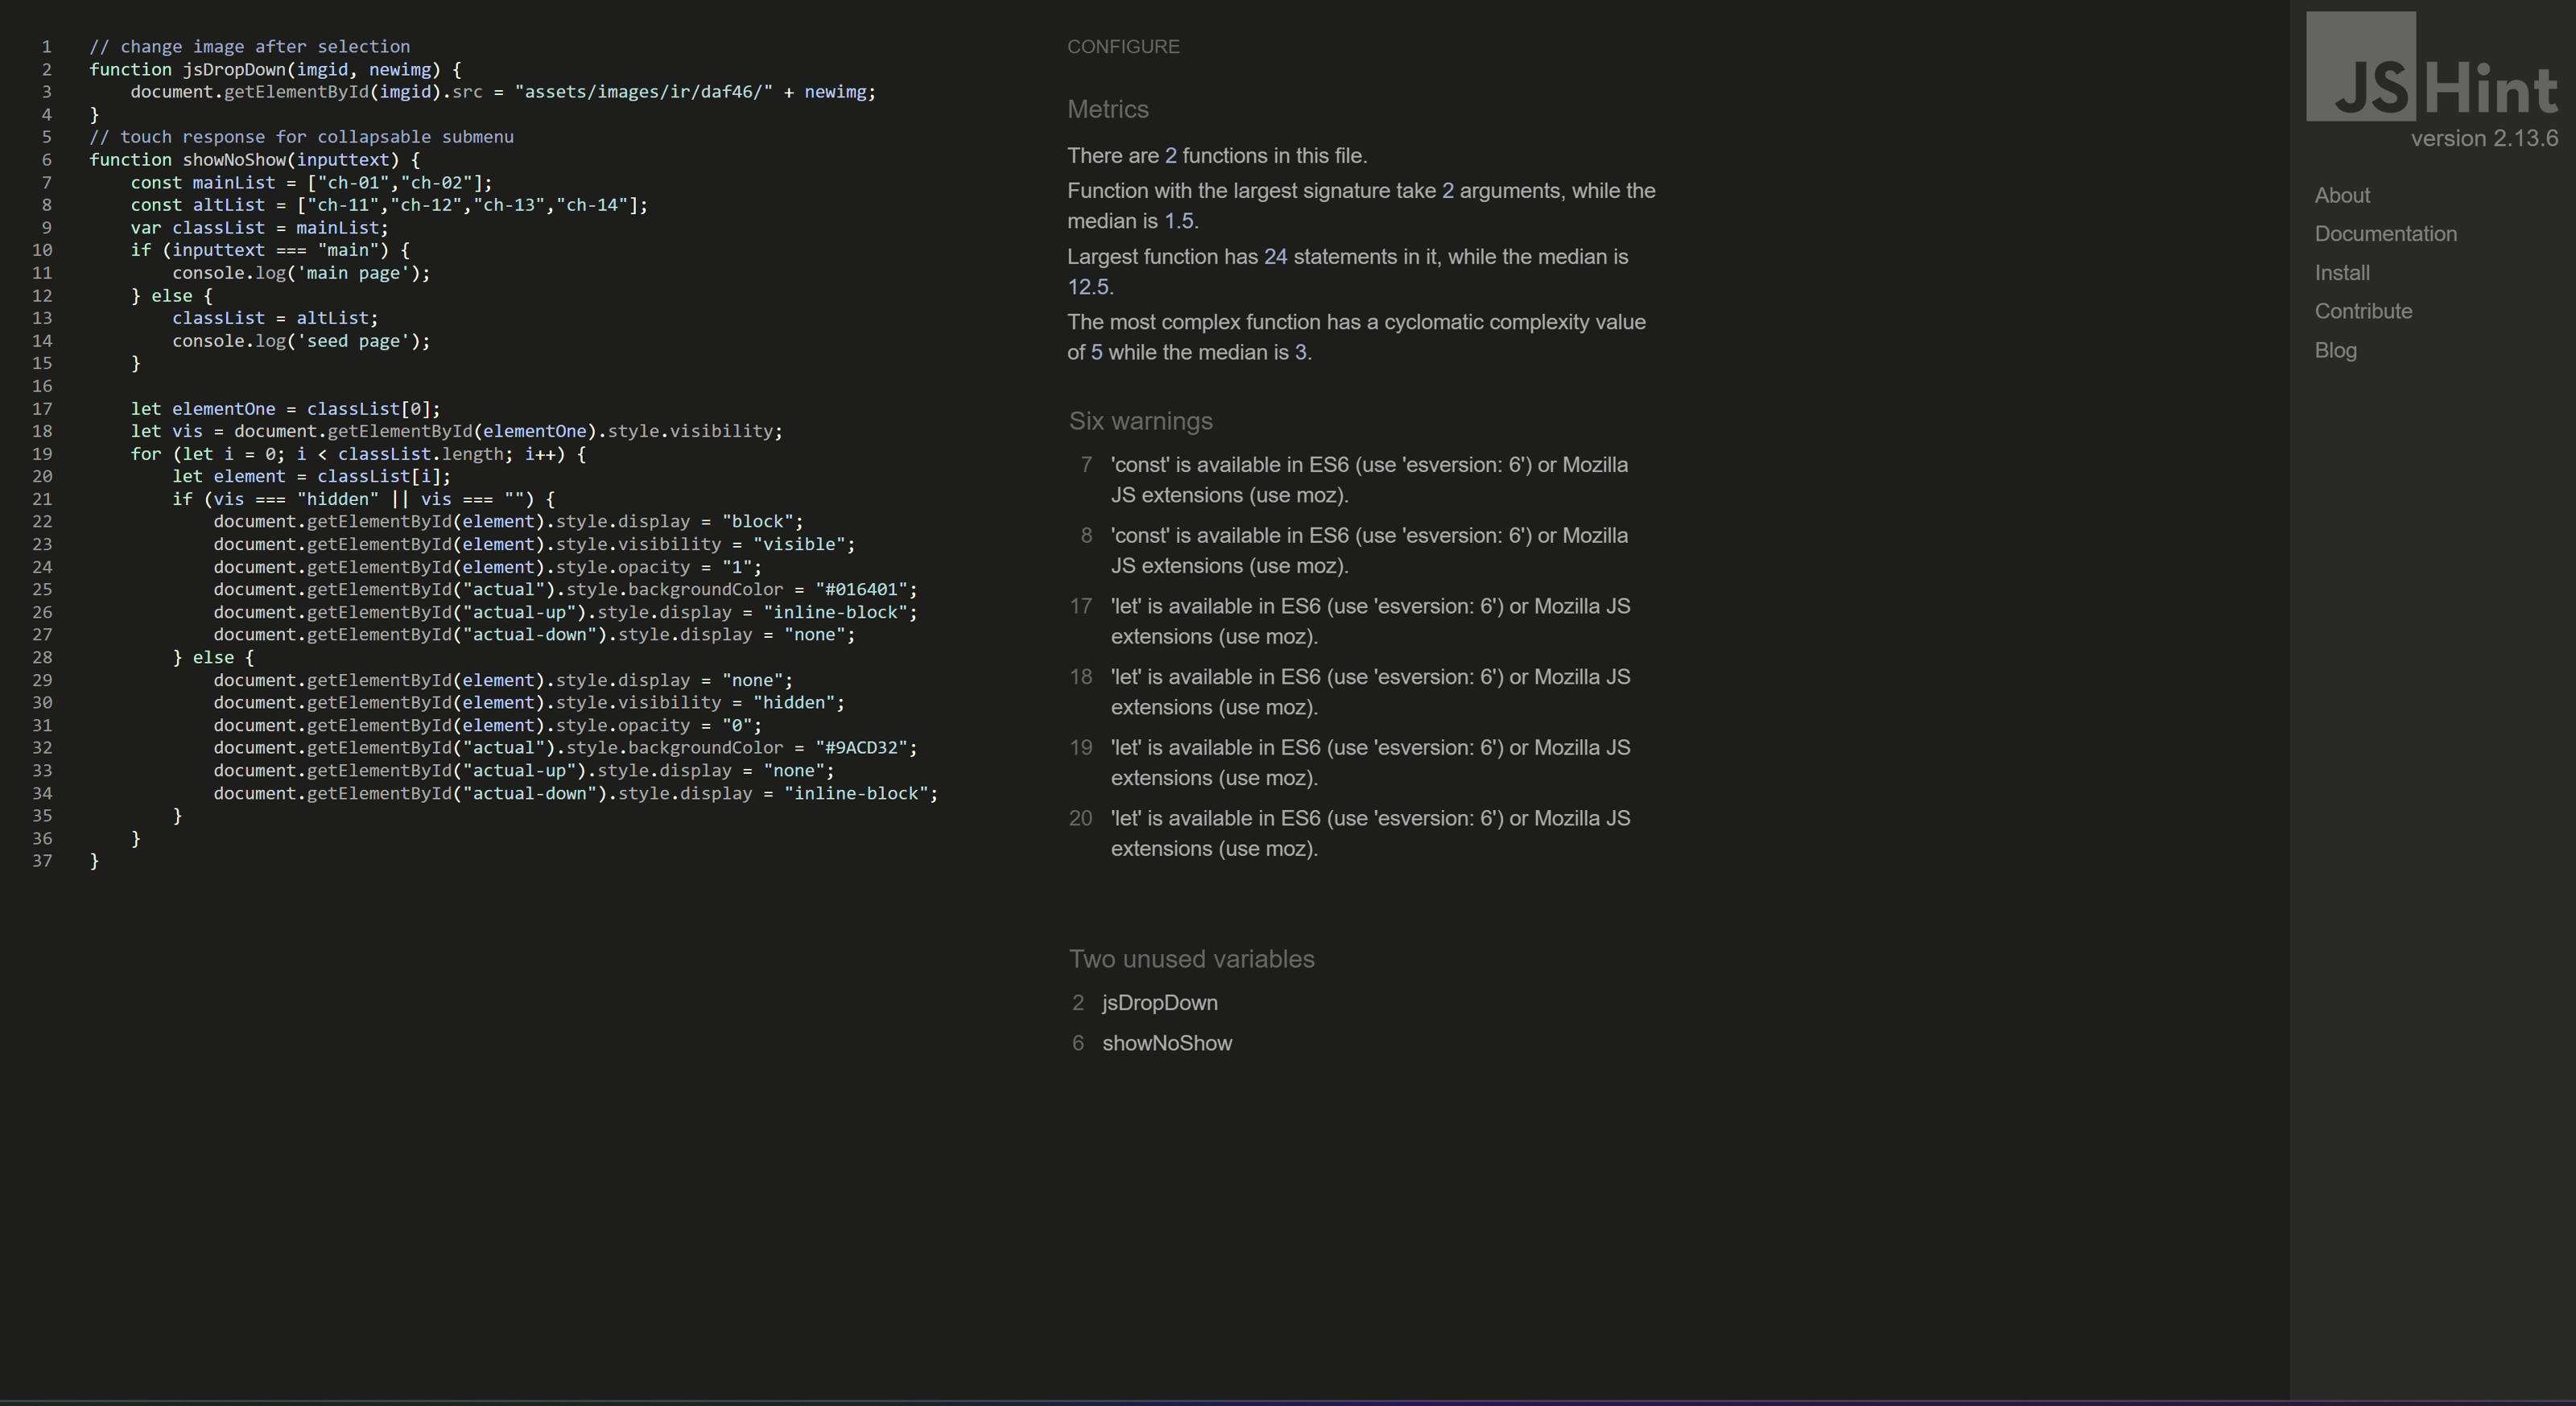 1 // change image after selection
2 function jsDropDown(imgid, newimg) {
3 document.getElementById(imgid).src = "assets/images/ir/daf46/" + newimg;
4 }
5 // touch response for collapsable submenu
6 function showNoShow(inputtext) {
7 const mainList = ["ch-01","ch-02"];
8 const altList = ["ch-11","ch-12","ch-13","ch-14"];
9 var classList = mainList;
10 if (inputtext === "main") {
11 console.log('main page');
12 } else {
13 classList = altList;
14 console.log('seed page');
15 }
16
17 let elementOne = classList[0];
18 let vis = document.getElementById(elementOne).style.visibility;
19 for (let i = 0; i < classList.length; i++) {
20 let element = classList[i];
21 if (vis === "hidden" || vis === "") {
22 document.getElementById(element).style.display = "block";
23 document.getElementById(element).style.visibility = "visible";
24 document.getElementById(element).style.opacity = "1";
25 document.getElementById("actual").style.backgroundColor = "#016401";
26 document.getElementById("actual-up").style.display = "inline-block";
27 document.getElementById("actual-down").style.display = "none";
28 } else {
29 document.getElementById(element).style.display = "none";
30 document.getElementById(element).style.visibility = "hidden";
31 document.getElementById(element).style.opacity = "0";
32 document.getElementById("actual").style.backgroundColor = "#9ACD32";
33 document.getElementById("actual-up").style.display = "none";
34 document.getElementById("actual-down").style.display = "inline-block";
35 }
36 }
37 }
CONFIGURE
Metrics
There are 2 functions in this file.
Function with the largest signature take 2 arguments, while the
median is 1.5.
Largest function has 24 statements in it, while the median is
12.5.
The most complex function has a cyclomatic complexity value
of 5 while the median is 3.
Six warnings
7 'const' is available in ES6 (use 'esversion: 6') or Mozilla
JS extensions (use moz).
8 'const' is available in ES6 (use 'esversion: 6') or Mozilla
JS extensions (use moz).
17 'let' is available in ES6 (use 'esversion: 6') or Mozilla JS
extensions (use moz).
18 'let' is available in ES6 (use 'esversion: 6') or Mozilla JS
extensions (use moz).
19 'let' is available in ES6 (use 'esversion: 6') or Mozilla JS
extensions (use moz).
20 'let' is available in ES6 (use 'esversion: 6') or Mozilla JS
extensions (use moz).
Two unused variables
2 jsDropDown
6 showNoShow
JSHint
version 2.13.6
About
Documentation
Install
Contribute
Blog